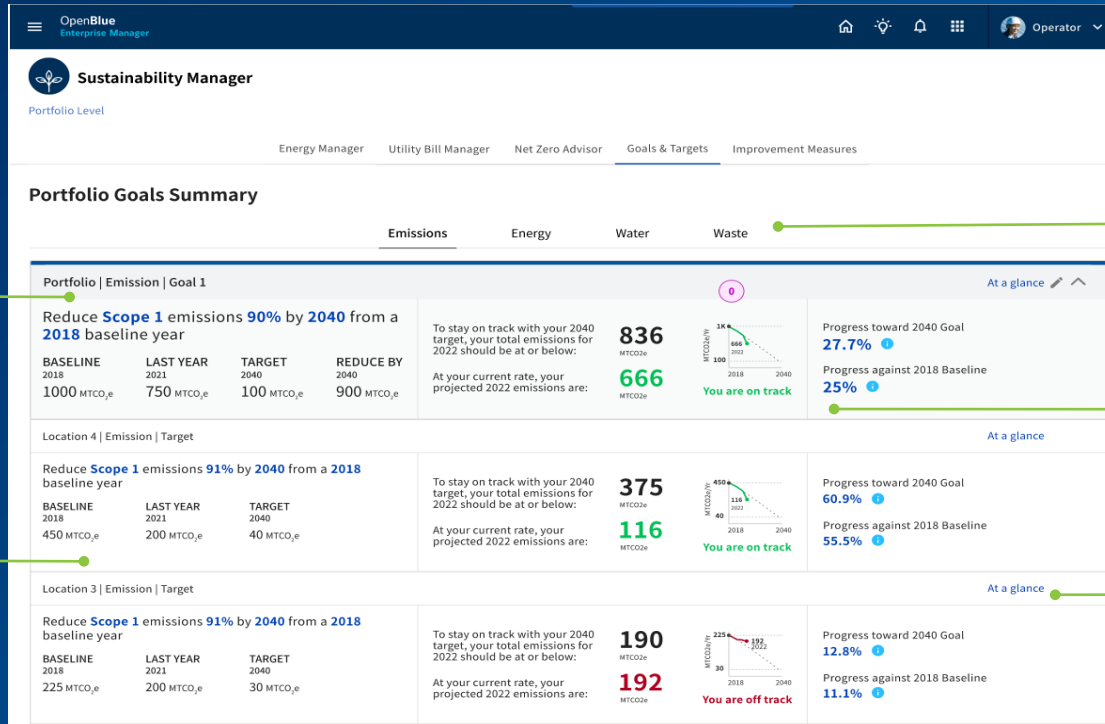 OpenBlue
Enterprise Manager
Operator
Sustainability Manager
Portfolio Level
Energy Manager Utility Bill Manager Net Zero Advisor Goals & Targets Improvement Measures
Portfolio Goals Summary
Emissions Energy Water Waste
Portfolio | Emission | Goal 1
0
At a glance
Reduce Scope 1 emissions 90% by 2040 from a
2018 baseline year
BASELINE LAST YEAR TARGET REDUCE BY
2018 2021 2040 2040
1000 MTCO₂e 750 MTCO₂e 100 MTCO₂e 900 MTCO₂e
To stay on track with your 2040
target, your total emissions for
2022 should be at or below:
836
MTCO2e
At your current rate, your
projected 2022 emissions are:
666
MTCO2e
MTCO2e/Yr
1K
666
2022
100
2018 2040
You are on track
Progress toward 2040 Goal
27.7%
Progress against 2018 Baseline
25%
Location 4 | Emission | Target
At a glance
Reduce Scope 1 emissions 91% by 2040 from a 2018
baseline year
BASELINE LAST YEAR TARGET
2018 2021 2040
450 MTCO₂e 200 MTCO₂e 40 MTCO₂e
To stay on track with your 2040
target, your total emissions for
2022 should be at or below:
375
MTCO2e
At your current rate, your
projected 2022 emissions are:
116
MTCO2e
MTCO2e/Yr
450
116
2022
40
2018 2040
You are on track
Progress toward 2040 Goal
60.9%
Progress against 2018 Baseline
55.5%
Location 3 | Emission | Target
At a glance
Reduce Scope 1 emissions 91% by 2040 from a 2018
baseline year
BASELINE LAST YEAR TARGET
2018 2021 2040
225 MTCO₂e 200 MTCO₂e 30 MTCO₂e
To stay on track with your 2040
target, your total emissions for
2022 should be at or below:
190
MTCO2e
At your current rate, your
projected 2022 emissions are:
192
MTCO2e
MTCO2e/Yr
225
192
2022
30
2018 2040
You are off track
Progress toward 2040 Goal
12.8%
Progress against 2018 Baseline
11.1%